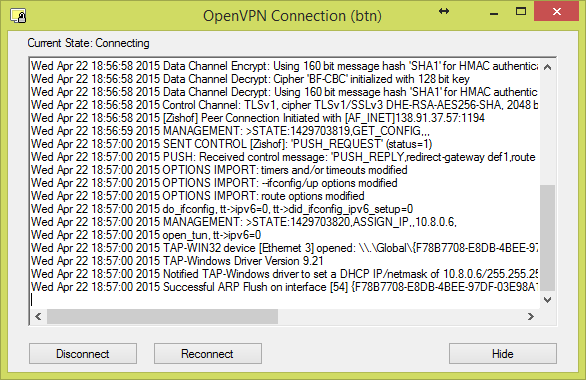 OpenVPN Connection (btn)
Current State: Connecting
Wed Apr 22 18:56:58 2015 Data Channel Encrypt: Using 160 bit message hash 'SHA1' for HMAC authentica
Wed Apr 22 18:56:58 2015 Data Channel Decrypt: Cipher 'BF-CBC' initialized with 128 bit key
Wed Apr 22 18:56:58 2015 Data Channel Decrypt: Using 160 bit message hash 'SHA1' for HMAC authentica
Wed Apr 22 18:56:58 2015 Control Channel: TLSv1, cipher TLSv1/SSLv3 DHE-RSA-AES256-SHA, 2048 b
Wed Apr 22 18:56:58 2015 [Zishof] Peer Connection Initiated with [AF_INET]138.91.37.57:1194
Wed Apr 22 18:56:59 2015 MANAGEMENT: >STATE:1429703819,GET_CONFIG,,,
Wed Apr 22 18:57:00 2015 SENT CONTROL [Zishof]: 'PUSH_REQUEST' (status=1)
Wed Apr 22 18:57:00 2015 PUSH: Received control message: 'PUSH_REPLY,redirect-gateway def1,route
Wed Apr 22 18:57:00 2015 OPTIONS IMPORT: timers and/or timeouts modified
Wed Apr 22 18:57:00 2015 OPTIONS IMPORT: --ifconfig/up options modified
Wed Apr 22 18:57:00 2015 OPTIONS IMPORT: route options modified
Wed Apr 22 18:57:00 2015 do_ifconfig, tt->ipv6=0, tt->did_ifconfig_ipv6_setup=0
Wed Apr 22 18:57:00 2015 MANAGEMENT: >STATE:1429703820,ASSIGN_IP,,10.8.0.6,
Wed Apr 22 18:57:00 2015 open_tun, tt->ipv6=0
Wed Apr 22 18:57:00 2015 TAP-WIN32 device [Ethernet 3] opened: \\.\Global\{F78B7708-E8DB-4BEE-97
Wed Apr 22 18:57:00 2015 TAP-Windows Driver Version 9.21
Wed Apr 22 18:57:00 2015 Notified TAP-Windows driver to set a DHCP IP/netmask of 10.8.0.6/255.255.25
Wed Apr 22 18:57:00 2015 Successful ARP Flush on interface [54] {F78B7708-E8DB-4BEE-97DF-03E98A
Disconnect
Reconnect
Hide